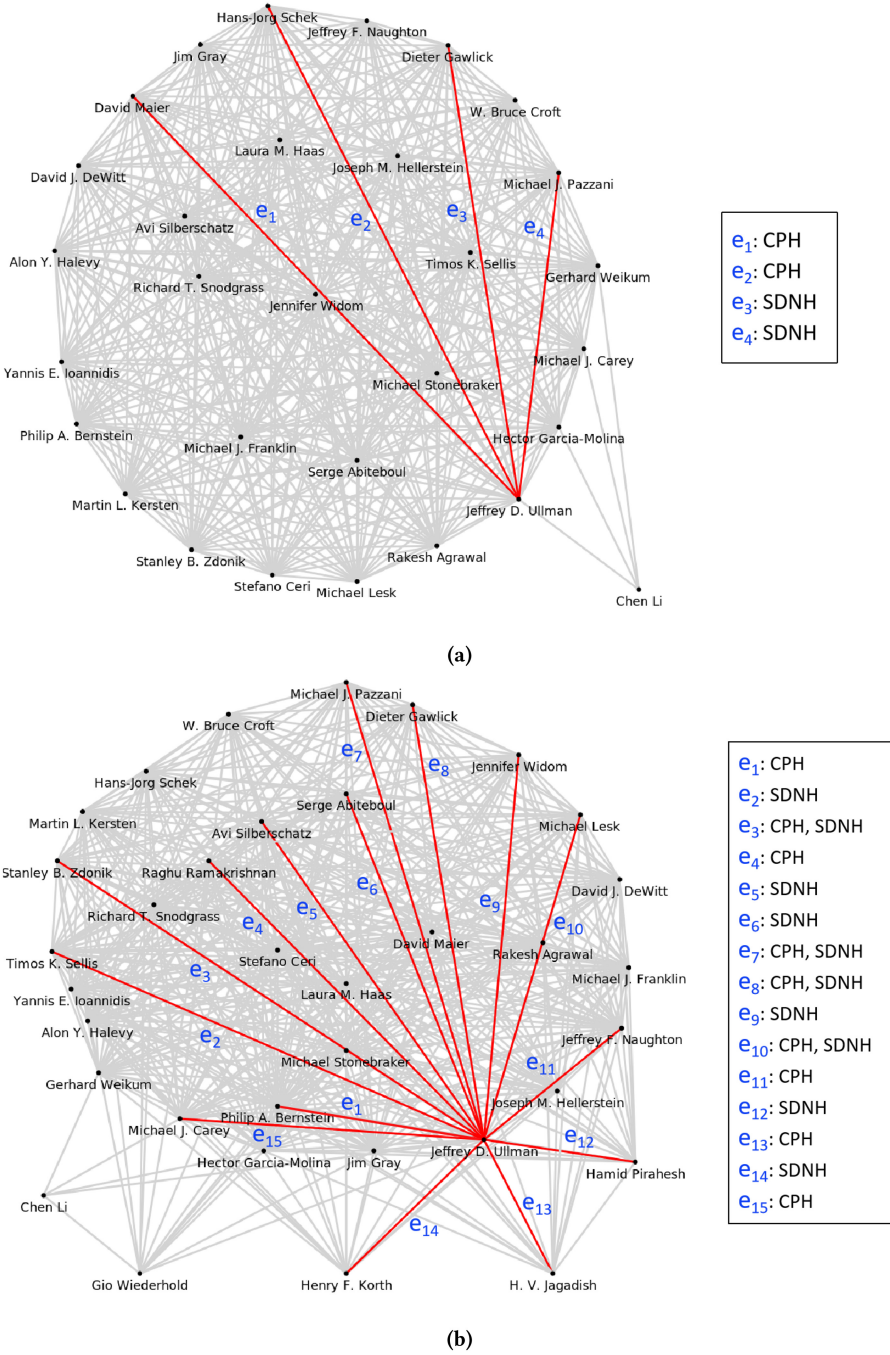 Hans-Jorg Schek
Jeffrey F. Naughton
Dieter Gawlick
Jim Gray
W. Bruce Croft
David Maier
Laura M. Haas
Joseph M. Hellerstein
David J. DeWitt
Michael J. Pazzani
e1
e2
e3
e4
Avi Silberschatz
Alon Y. Halevy
Timos K. Sellis
Gerhard Weikum
Richard T. Snodgrass
Jennifer Widom
Michael J. Carey
Yannis E. Ioannidis
Michael Stonebraker
Philip A. Bernstein
Michael J. Franklin
Hector Garcia-Molina
Serge Abiteboul
Martin L. Kersten
Jeffrey D. Ullman
Stanley B. Zdonik
Rakesh Agrawal
Stefano Ceri
Michael Lesk
Chen Li
e1: CPH
e2: CPH
e3: SDNH
e4: SDNH
(a)
Michael J. Pazzani
Dieter Gawlick
W. Bruce Croft
e7
e8
Jennifer Widom
Hans-Jorg Schek
Serge Abiteboul
Martin L. Kersten
Avi Silberschatz
Michael Lesk
Stanley B. Zdonik
Raghu Ramakrishnan
e6
David J. DeWitt
Richard T. Snodgrass
e4
e5
e9
e10
David Maier
Rakesh Agrawal
Timos K. Sellis
e3
Stefano Ceri
Michael J. Franklin
Yannis E. Ioannidis
Laura M. Haas
Alon Y. Halevy
e2
Jeffrey F. Naughton
Michael Stonebraker
e11
Gerhard Weikum
e1
Joseph M. Hellerstein
Philip A. Bernstein
Michael J. Carey
e15
e12
Hector Garcia-Molina
Jim Gray
Jeffrey D. Ullman
Hamid Pirahesh
Chen Li
e13
e14
Gio Wiederhold
Henry F. Korth
H. V. Jagadish
e1: CPH
e2: SDNH
e3: CPH, SDNH
e4: CPH
e5: SDNH
e6: SDNH
e7: CPH, SDNH
e8: CPH, SDNH
e9: SDNH
e10: CPH, SDNH
e11: CPH
e12: SDNH
e13: CPH
e14: SDNH
e15: CPH
(b)